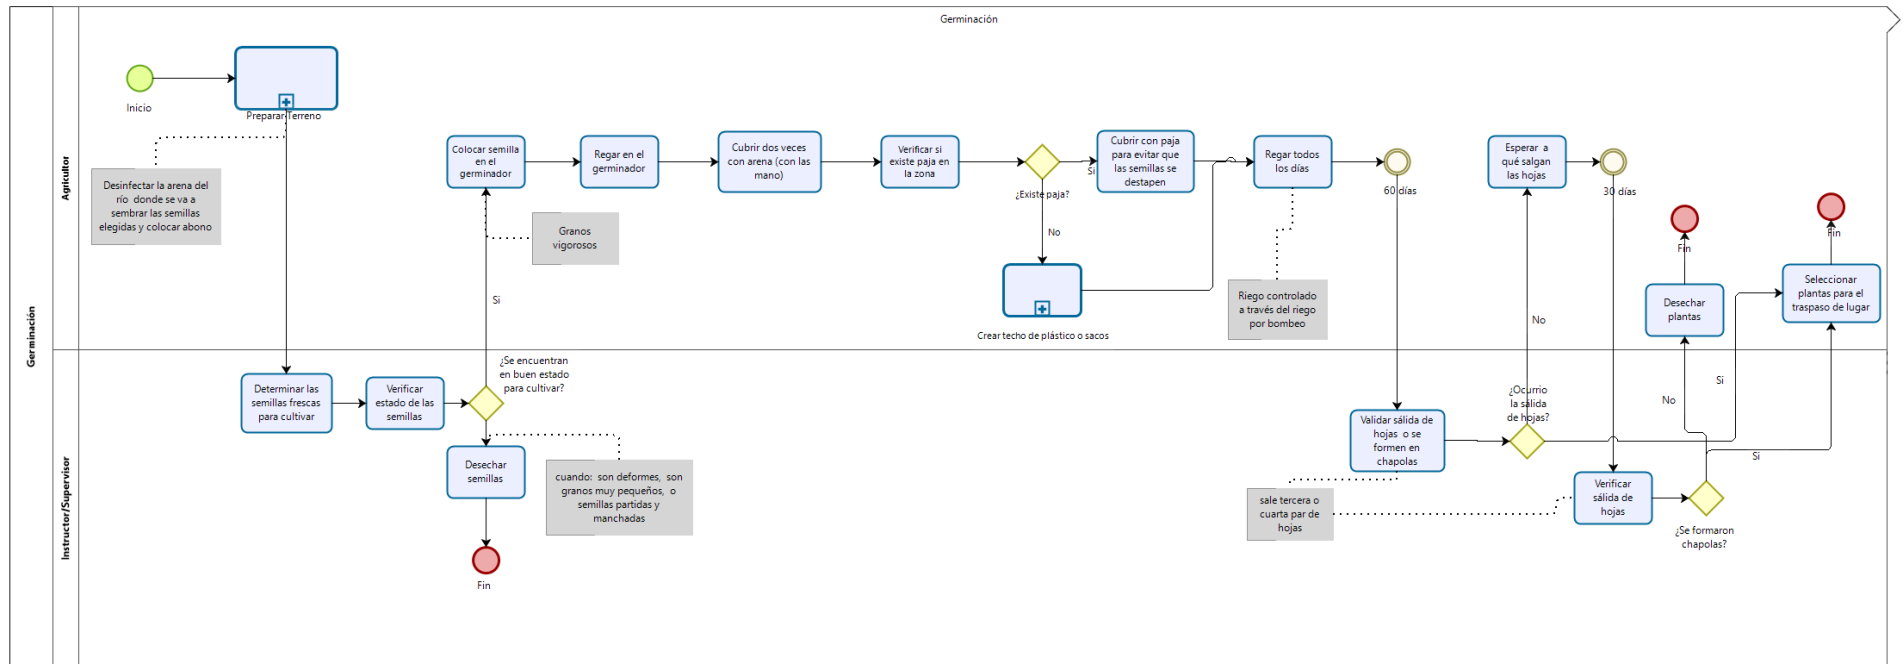 Germinación
Germinación
Agricultor
Inicio
Preparar Terreno
Desinfectar la arena del
río donde se va a
sembrar las semillas
elegidas y colocar abono
Colocar semilla
en el
germinador
Regar en el
germinador
Cubrir dos veces
con arena (con las
mano)
Verificar si
existe paja en
la zona
¿Existe paja?
Si
Cubrir con paja
para evitar que
las semillas se
destapen
Regar todos
los días
60 días
Esperar a
qué salgan
las hojas
30 días
Granos
vigorosos
No
Crear techo de plástico o sacos
Riego controlado
a través del riego
por bombeo
Si
No
Fin
Desechar
plantas
Fin
Seleccionar
plantas para el
traspaso de lugar
Instructor/Supervisor
Determinar las
semillas frescas
para cultivar
Verificar
estado de las
semillas
¿Se encuentran
en buen estado
para cultivar?
Desechar
semillas
cuando: son deformes, son
granos muy pequeños, o
semillas partidas y
manchadas
Fin
Validar sálida de
hojas o se
formen en
chapolas
¿Ocurrio
la sálida
de hojas?
Si
No
Si
sale tercera o
cuarta par de
hojas
Verificar
sálida de
hojas
¿Se formaron
chapolas?